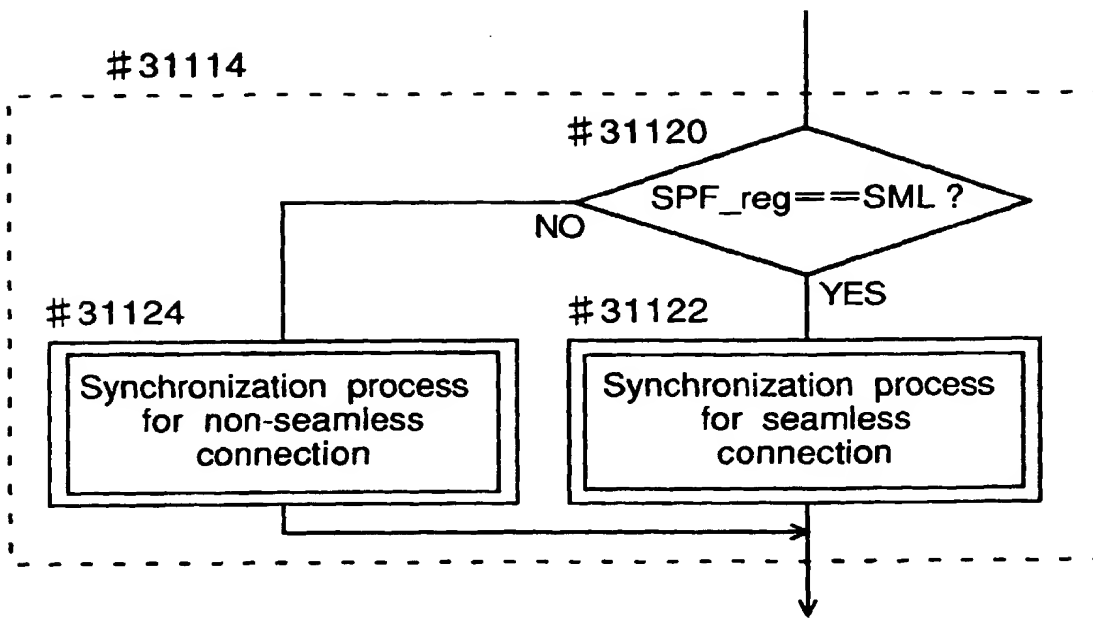 #31114
#31120
SPF_reg==SML ?
NO
YES
#31124
#31122
Synchronization process
for non-seamless
connection
Synchronization process
for seamless
connection